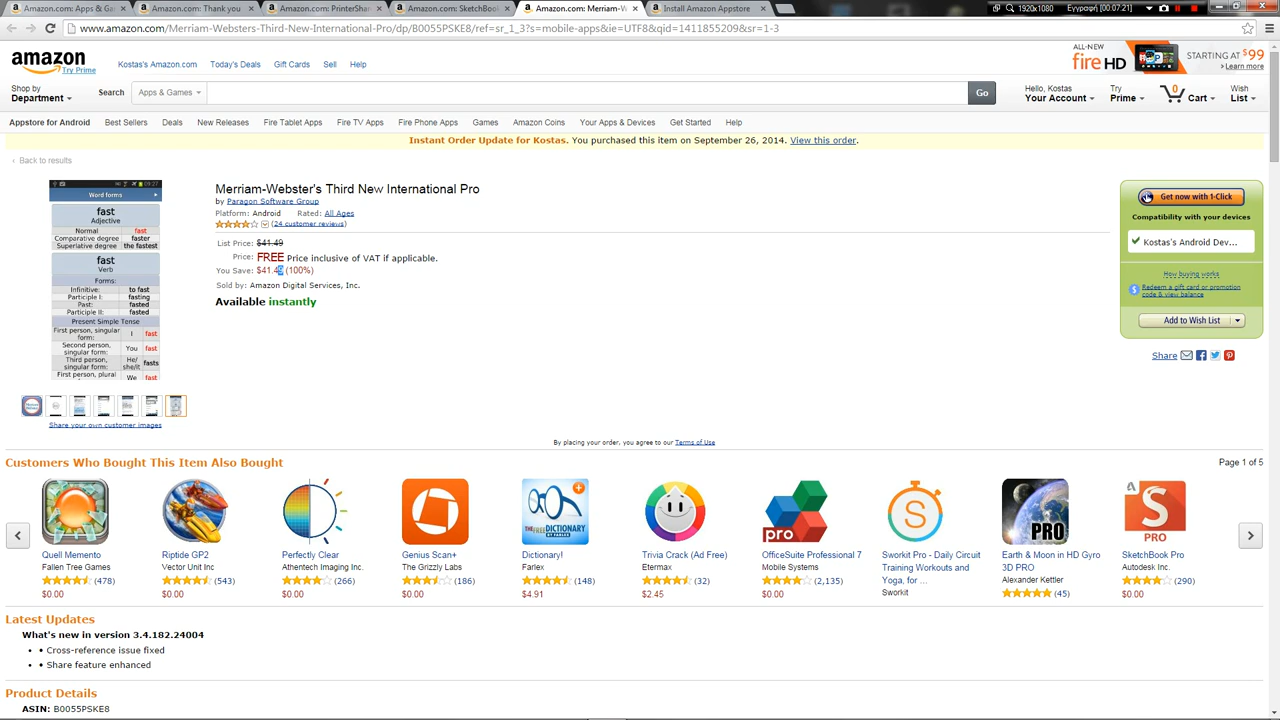 Amazon.com: Apps & Ga
Amazon.com: Thank you
Amazon.com: PrinterShar
Amazon.com: SketchBook
Amazon.com: Merriam-W
Install Amazon Appstore
1920x1080
Εγγραφή [00:07:21]
www.amazon.com/Merriam-Websters-Third-New-International-Pro/dp/B0055PSKE8/ref=sr_1_3?s=mobile-apps&ie=UTF8&qid=1411855209&sr=1-3
amazon
Try Prime
Kostas's Amazon.com Today's Deals Gift Cards Sell Help
ALL-NEW
fire HD
STARTING AT $99
› Learn more
Shop by
Department
Search Apps & Games Go
Hello, Kostas
Your Account
Try
Prime
0
Cart
Wish
List
Appstore for Android Best Sellers Deals New Releases Fire Tablet Apps Fire TV Apps Fire Phone Apps Games Amazon Coins Your Apps & Devices Get Started Help
Instant Order Update for Kostas. You purchased this item on September 26, 2014. View this order.
‹ Back to results
Word forms
fast
Adjective
Normal fast
Comparative degree faster
Superlative degree the fastest
fast
Verb
Forms:
Infinitive: to fast
Participle I: fasting
Past: fasted
Participle II: fasted
Present Simple Tense
First person, singular form: I fast
Second person, singular form: You fast
Third person, singular form: He/she/it fasts
First person, plural We fast
Share your own customer images
Merriam-Webster's Third New International Pro
by Paragon Software Group
Platform: Android Rated: All Ages
(24 customer reviews)
List Price: $41.49
Price: FREE Price inclusive of VAT if applicable.
You Save: $41.49 (100%)
Sold by: Amazon Digital Services, Inc.
Available instantly
Get now with 1-Click
Compatibility with your devices
Kostas's Android Dev...
How buying works
Redeem a gift card or promotion
code & view balance
Add to Wish List
Share
By placing your order, you agree to our Terms of Use
Customers Who Bought This Item Also Bought
Page 1 of 5
Quell Memento
Fallen Tree Games
(478)
$0.00
Riptide GP2
Vector Unit Inc
(543)
$0.00
Perfectly Clear
Athentech Imaging Inc.
(266)
$0.00
Genius Scan+
The Grizzly Labs
(186)
$0.00
THE FREE DICTIONARY
BY FARLEX
Dictionary!
Farlex
(148)
$4.91
Trivia Crack (Ad Free)
Etermax
(32)
$2.45
pro
OfficeSuite Professional 7
Mobile Systems
(2,135)
$0.00
S
Sworkit Pro - Daily Circuit
Training Workouts and
Yoga, for ...
Sworkit
PRO
Earth & Moon in HD Gyro
3D PRO
Alexander Kettler
(45)
S
PRO
SketchBook Pro
Autodesk Inc.
(290)
$0.00
Latest Updates
What's new in version 3.4.182.24004
• • Cross-reference issue fixed
• • Share feature enhanced
Product Details
ASIN: B0055PSKE8